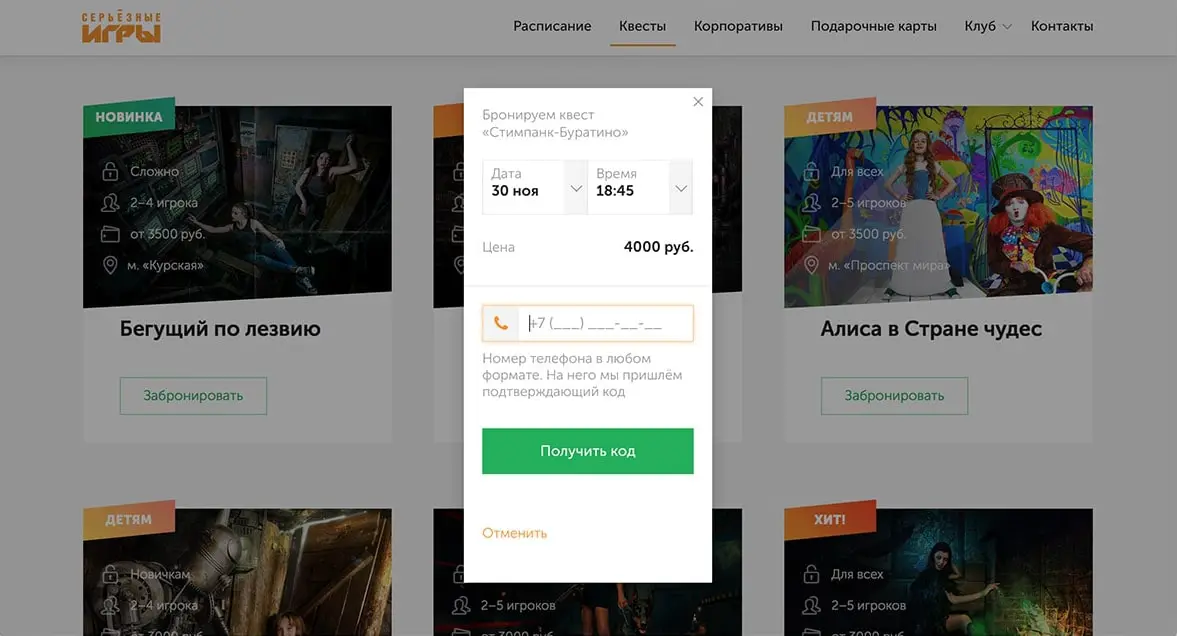 СЕРЬЁЗНЫЕ
ИГРЫ
Расписание Квесты Корпоративы Подарочные карты Клуб Контакты
НОВИНКА
Сложно
2–4 игрока
от 3500 руб.
м. «Курская»
Бегущий по лезвию
Забронировать
Бронируем квест
«Стимпанк-Буратино»
Дата
30 ноя
Время
18:45
Цена
4000 руб.
+7 (___) ___-__-__
Номер телефона в любом
формате. На него мы пришлём
подтверждающий код
Получить код
Отменить
ДЕТЯМ
Для всех
2–5 игроков
от 3500 руб.
м. «Проспект мира»
Алиса в Стране чудес
Забронировать
ДЕТЯМ
Новичкам
2–4 игрока
от 3000 руб.
2–5 игроков
от 3000 руб.
ХИТ!
Для всех
2–5 игроков
от 3000 руб.